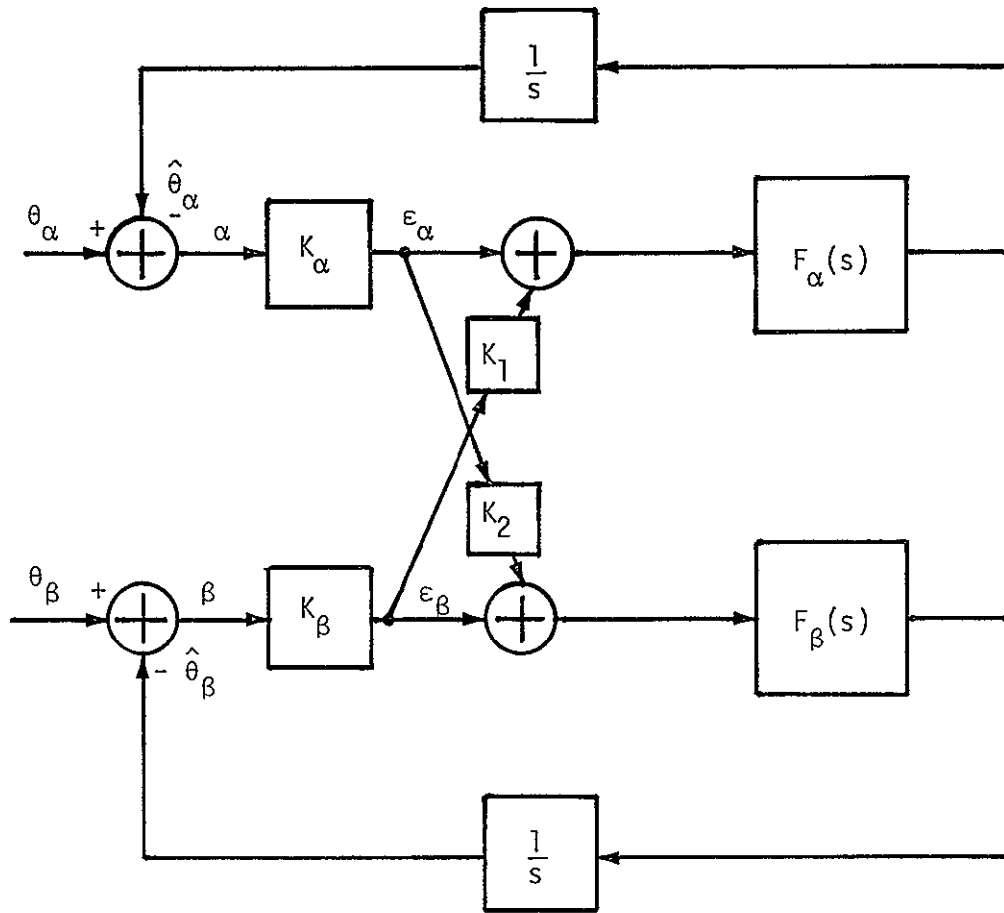 1
s
θ̂_α
-
θ_α
+
α
K_α
ε_α
F_α(s)
K_1
K_2
θ_β
+
β
K_β
ε_β
F_β(s)
- θ̂_β
1
s